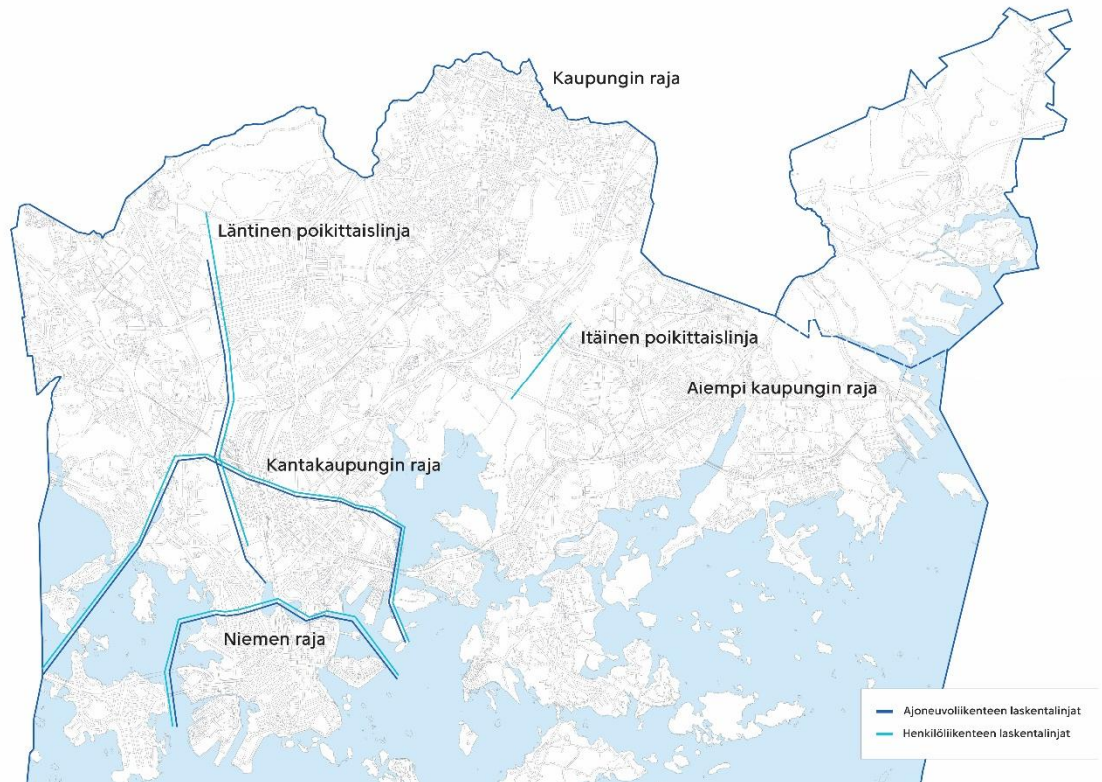 Kaupungin raja
Läntinen poikittaislinja
Itäinen poikittaislinja
Aiempi kaupungin raja
Kantakaupungin raja
Niemen raja
Ajoneuvoliikenteen laskentalinjat
Henkilöliikenteen laskentalinjat